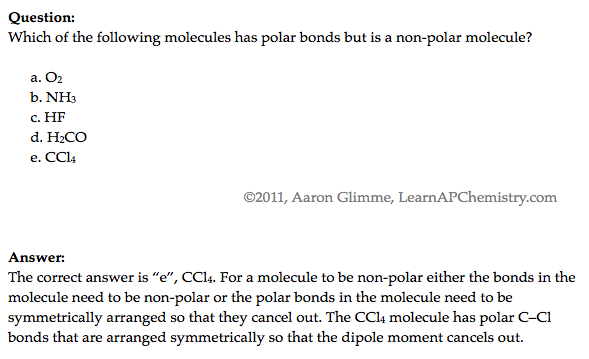 Question:
Which of the following molecules has polar bonds but is a non-polar molecule?
a. O₂
b. NH₃
c. HF
d. H₂CO
e. CCl₄
©2011, Aaron Glimme, LearnAPChemistry.com
Answer:
The correct answer is “e”, CCl₄. For a molecule to be non-polar either the bonds in the
molecule need to be non-polar or the polar bonds in the molecule need to be
symmetrically arranged so that they cancel out. The CCl₄ molecule has polar C–Cl
bonds that are arranged symmetrically so that the dipole moment cancels out.